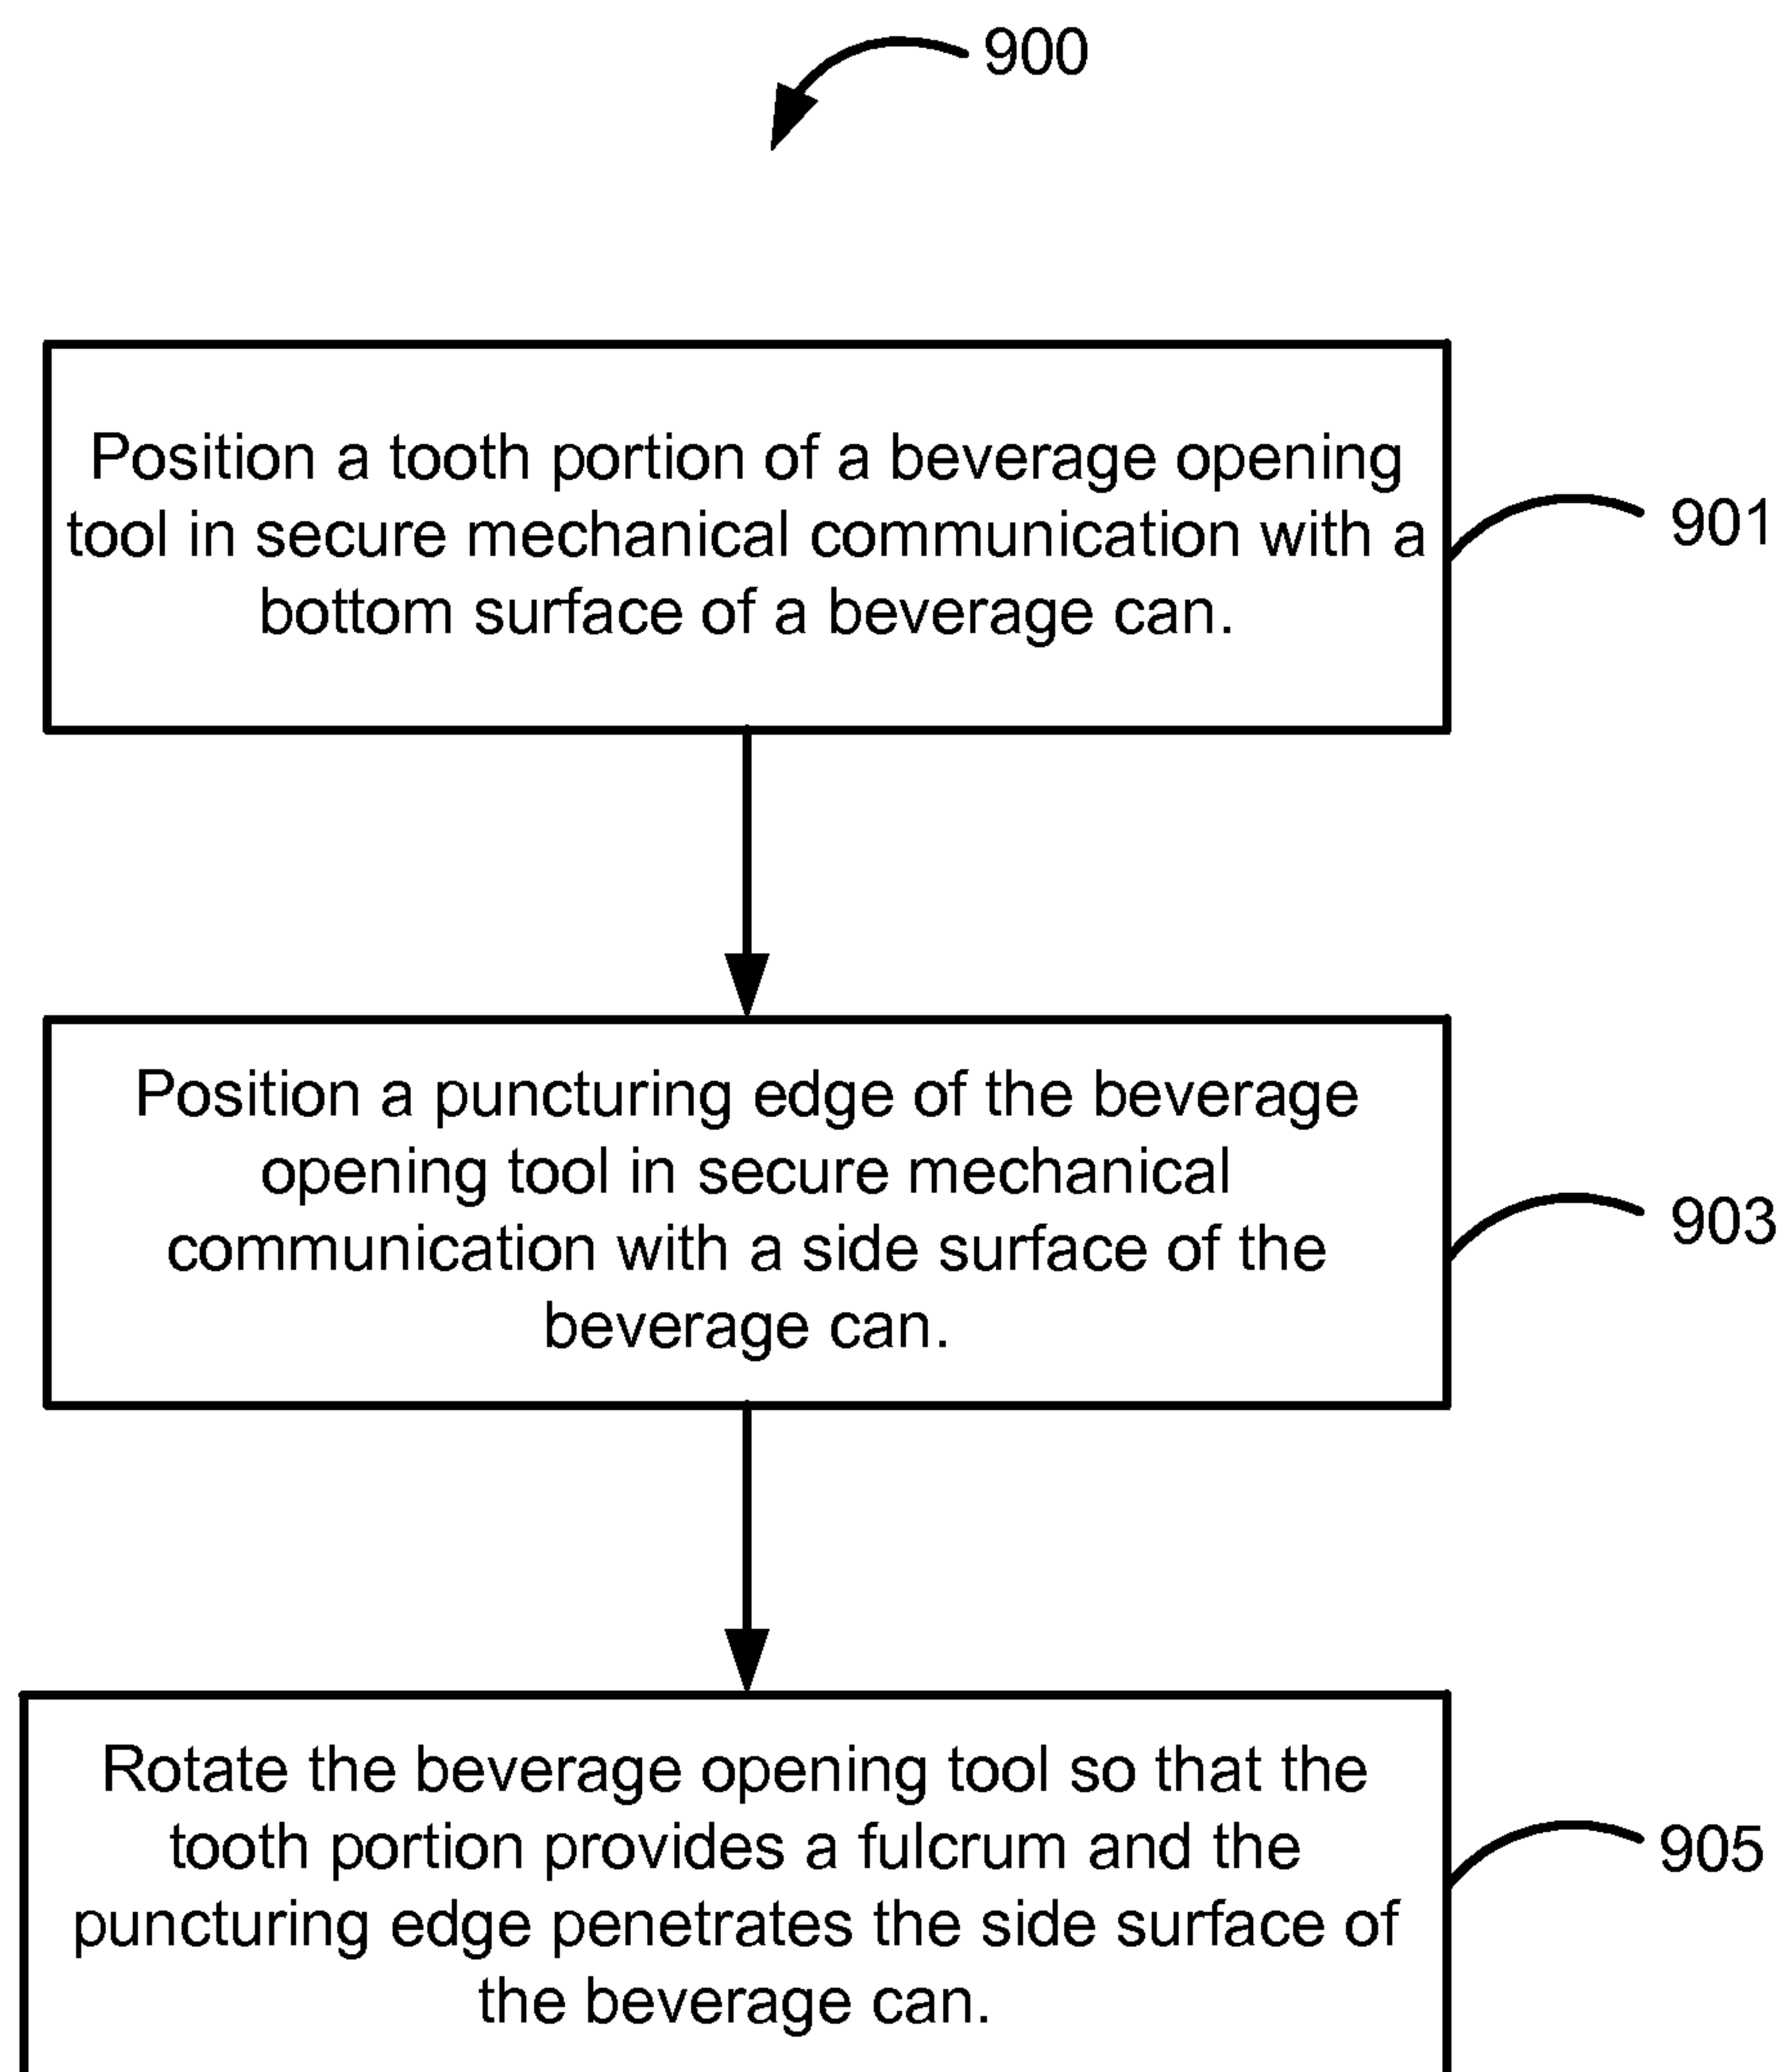 900
Position a tooth portion of a beverage opening
tool in secure mechanical communication with a
bottom surface of a beverage can.
901
Position a puncturing edge of the beverage
opening tool in secure mechanical
communication with a side surface of the
beverage can.
903
Rotate the beverage opening tool so that the
tooth portion provides a fulcrum and the
puncturing edge penetrates the side surface of
the beverage can.
905